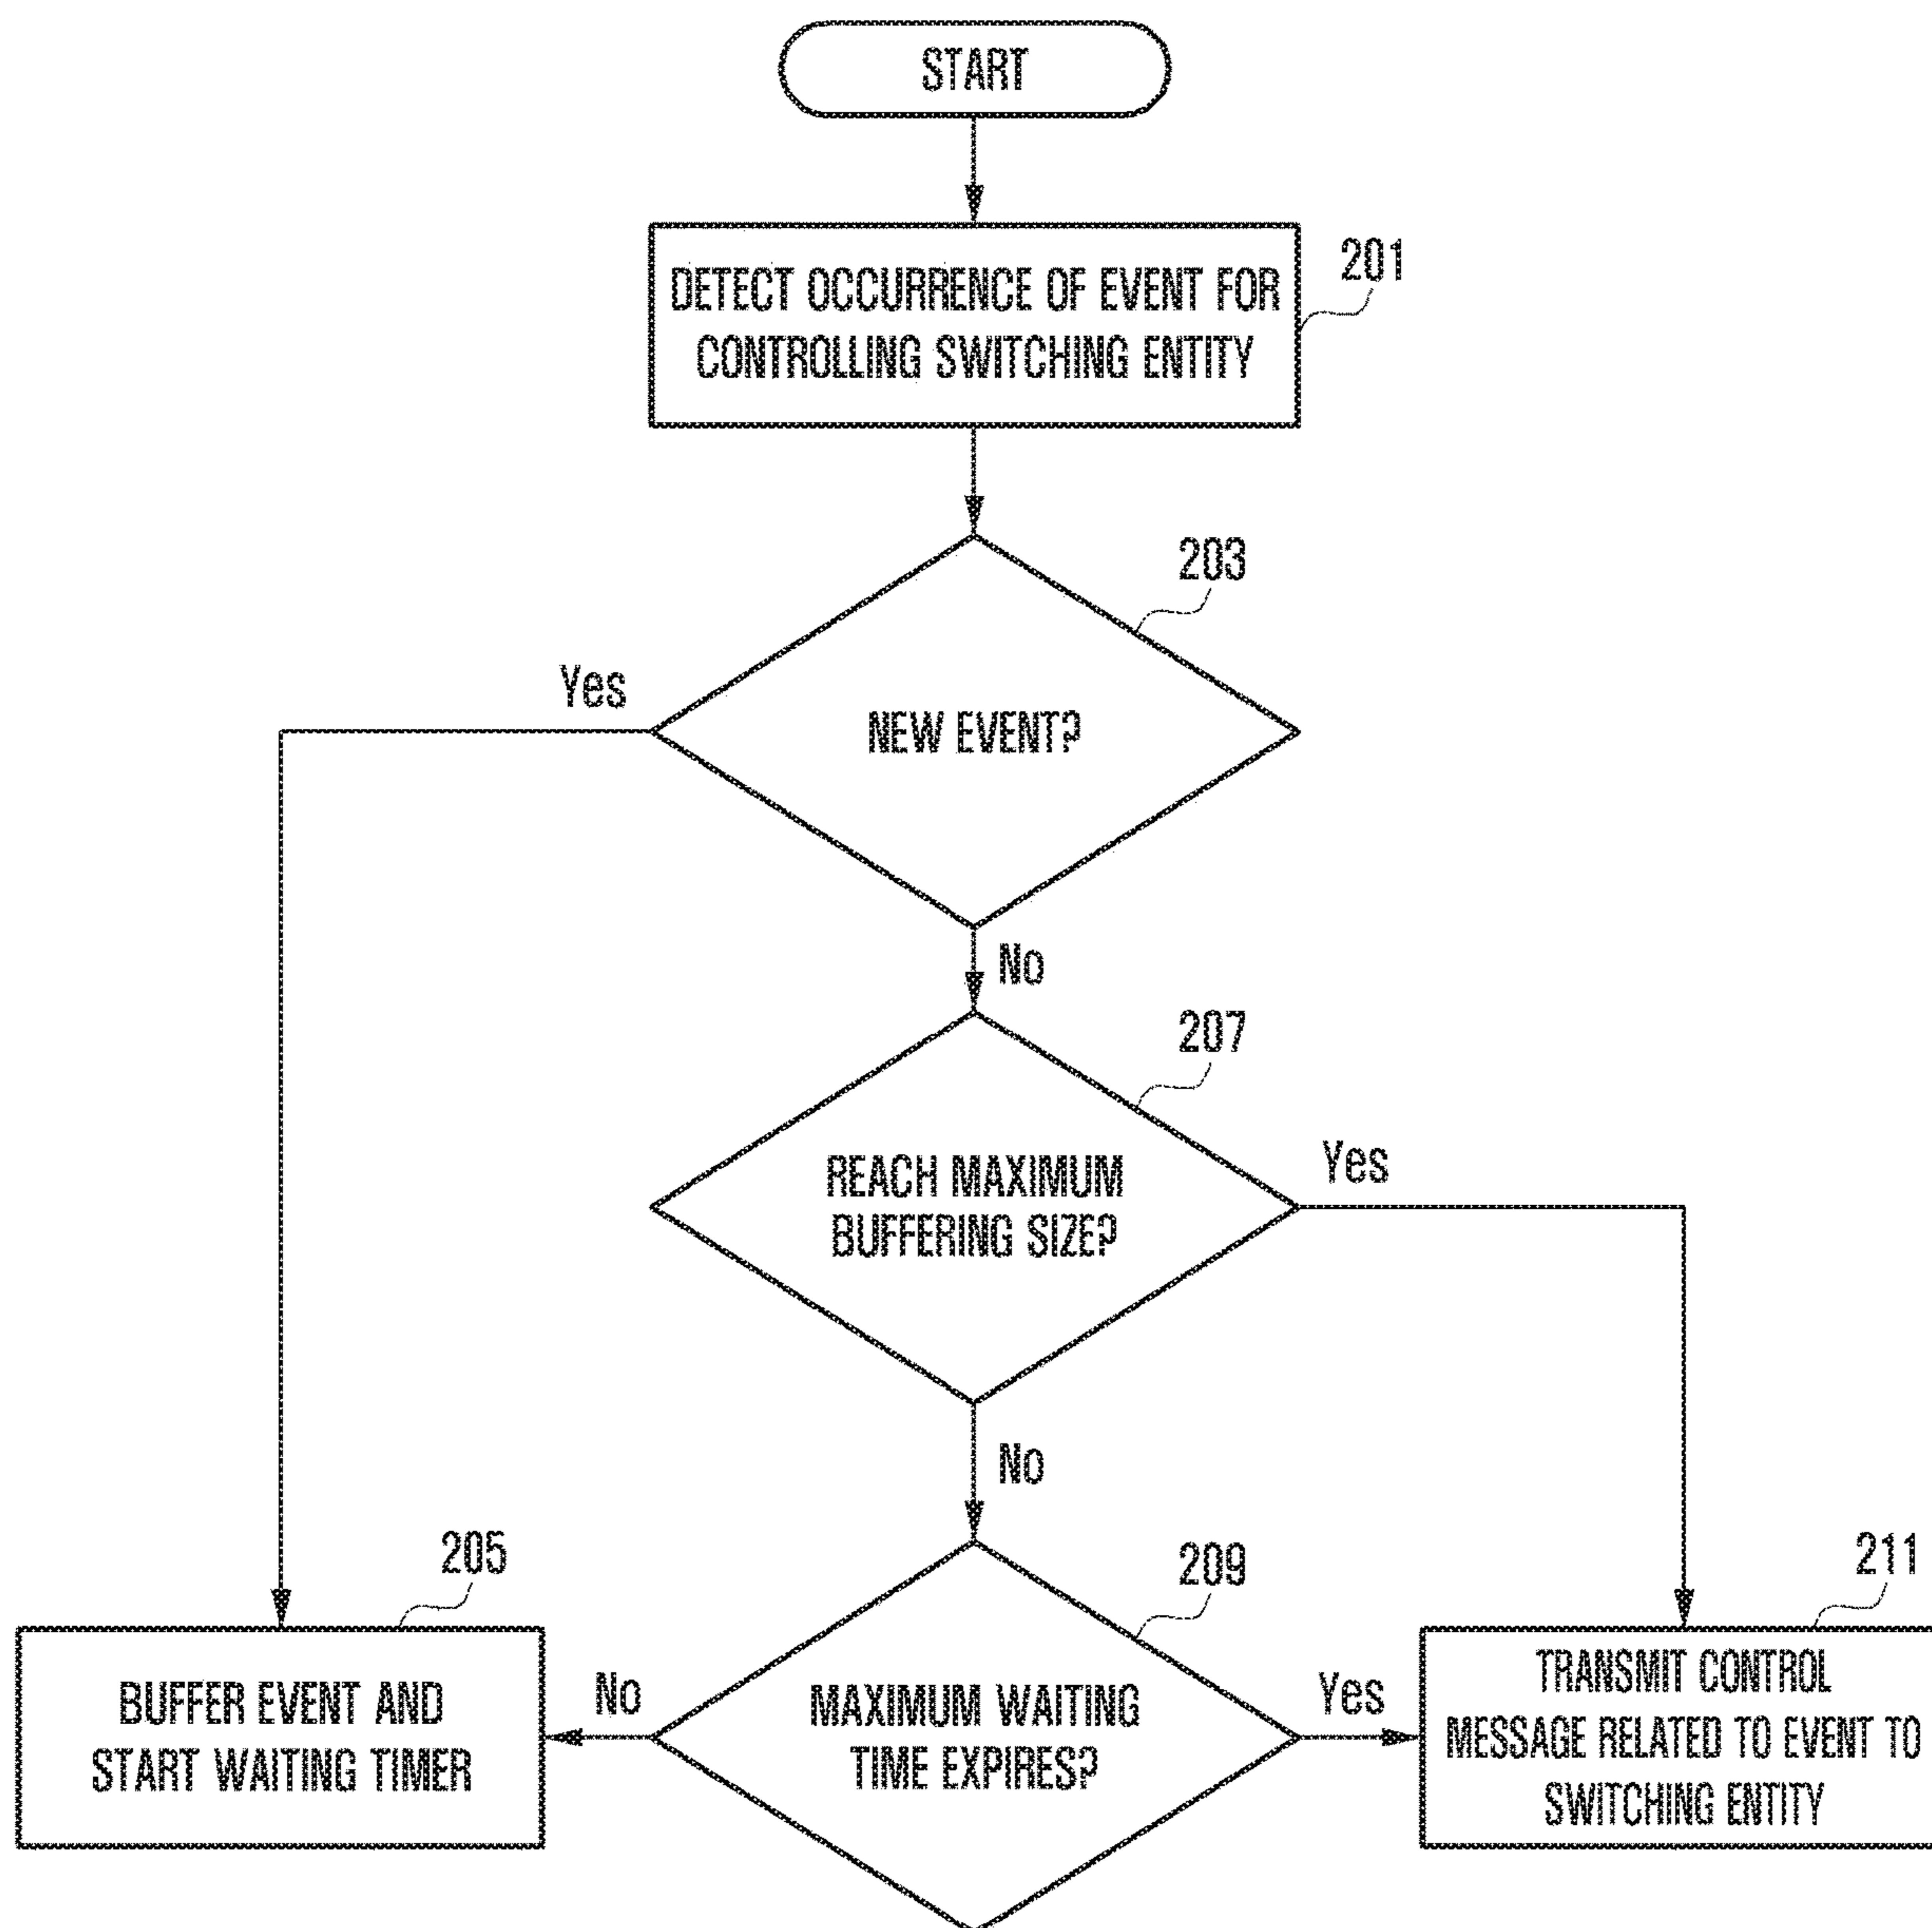 START
201
DETECT OCCURRENCE OF EVENT FOR
CONTROLLING SWITCHING ENTITY
203
Yes
NEW EVENT?
No
207
REACH MAXIMUM
BUFFERING SIZE?
Yes
No
205
209
211
BUFFER EVENT AND
START WAITING TIMER
No
MAXIMUM WAITING
TIME EXPIRES?
Yes
TRANSMIT CONTROL
MESSAGE RELATED TO EVENT TO
SWITCHING ENTITY